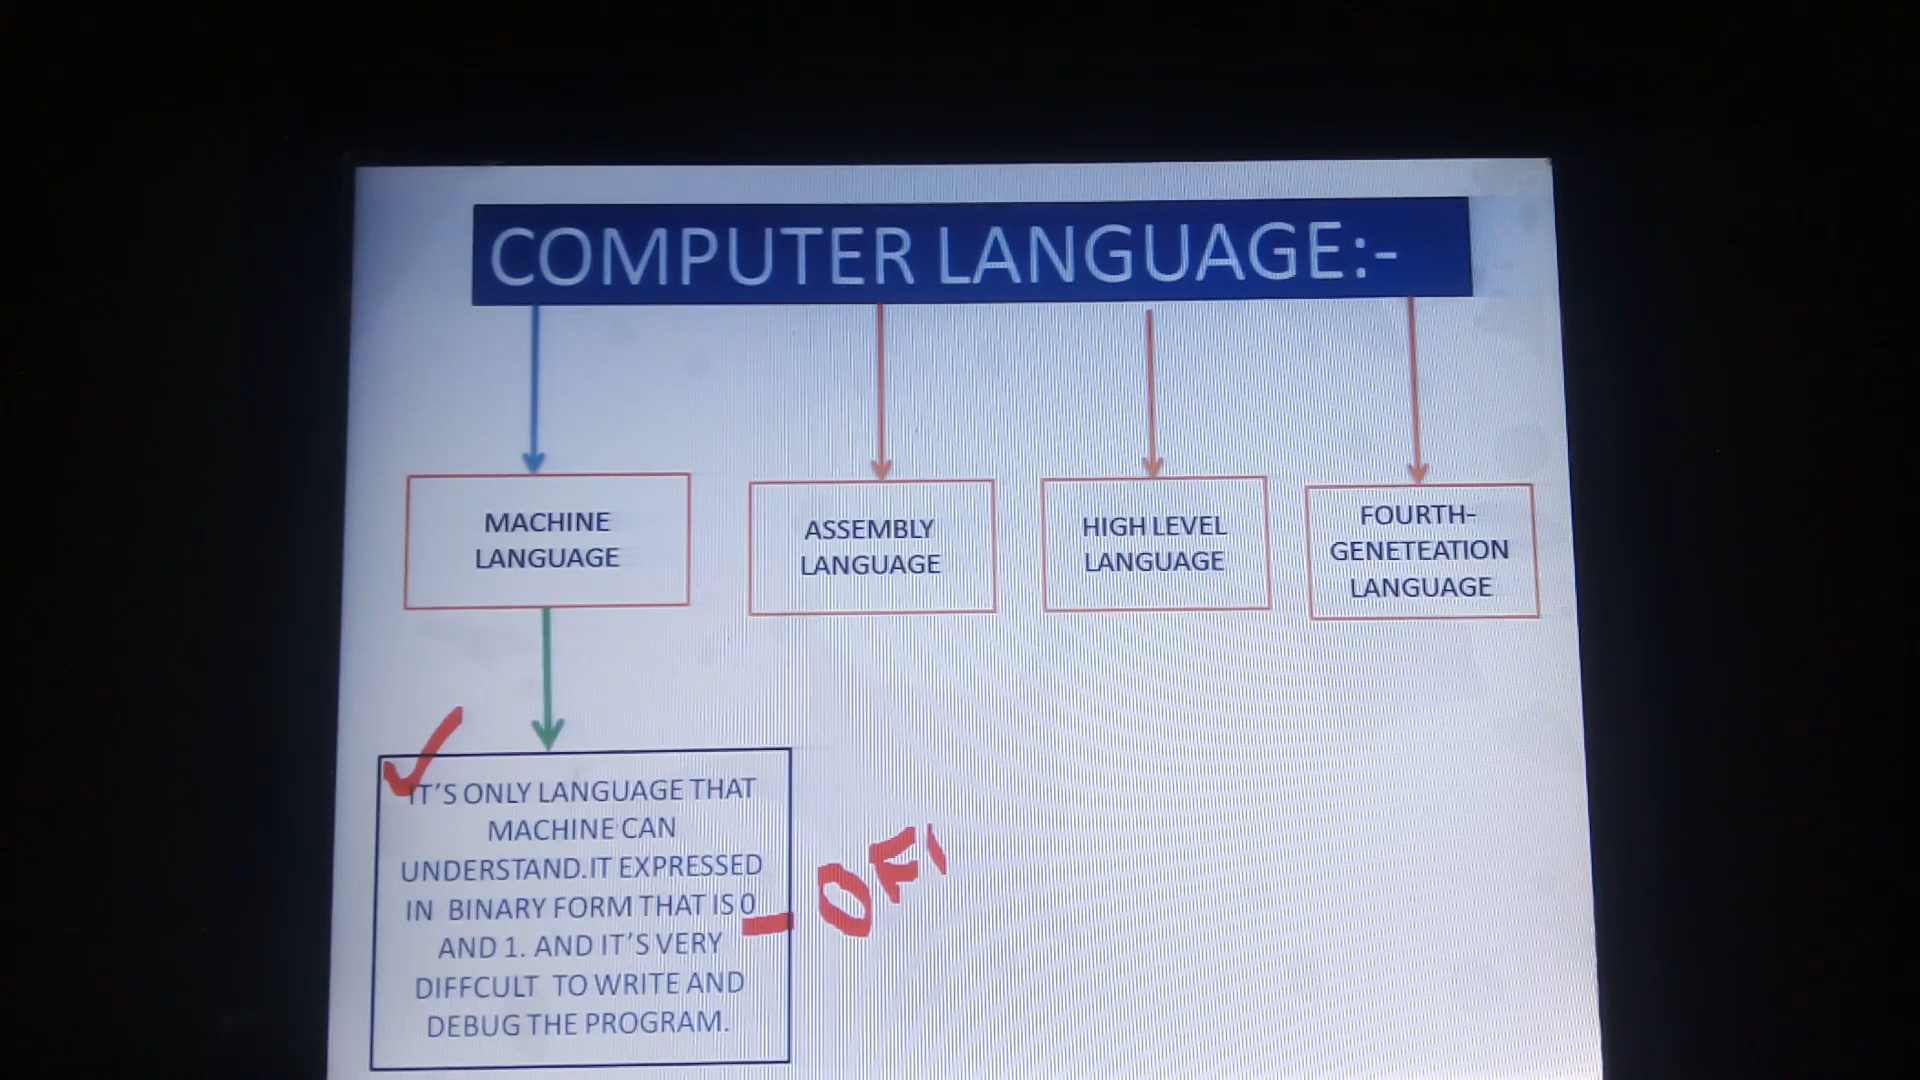 COMPUTER LANGUAGE:-
MACHINE
LANGUAGE
ASSEMBLY
LANGUAGE
HIGH LEVEL
LANGUAGE
FOURTH-
GENETEATION
LANGUAGE
IT'S ONLY LANGUAGE THAT
MACHINE CAN
UNDERSTAND.IT EXPRESSED
IN BINARY FORM THAT IS 0
AND 1. AND IT'S VERY
DIFFCULT TO WRITE AND
DEBUG THE PROGRAM.